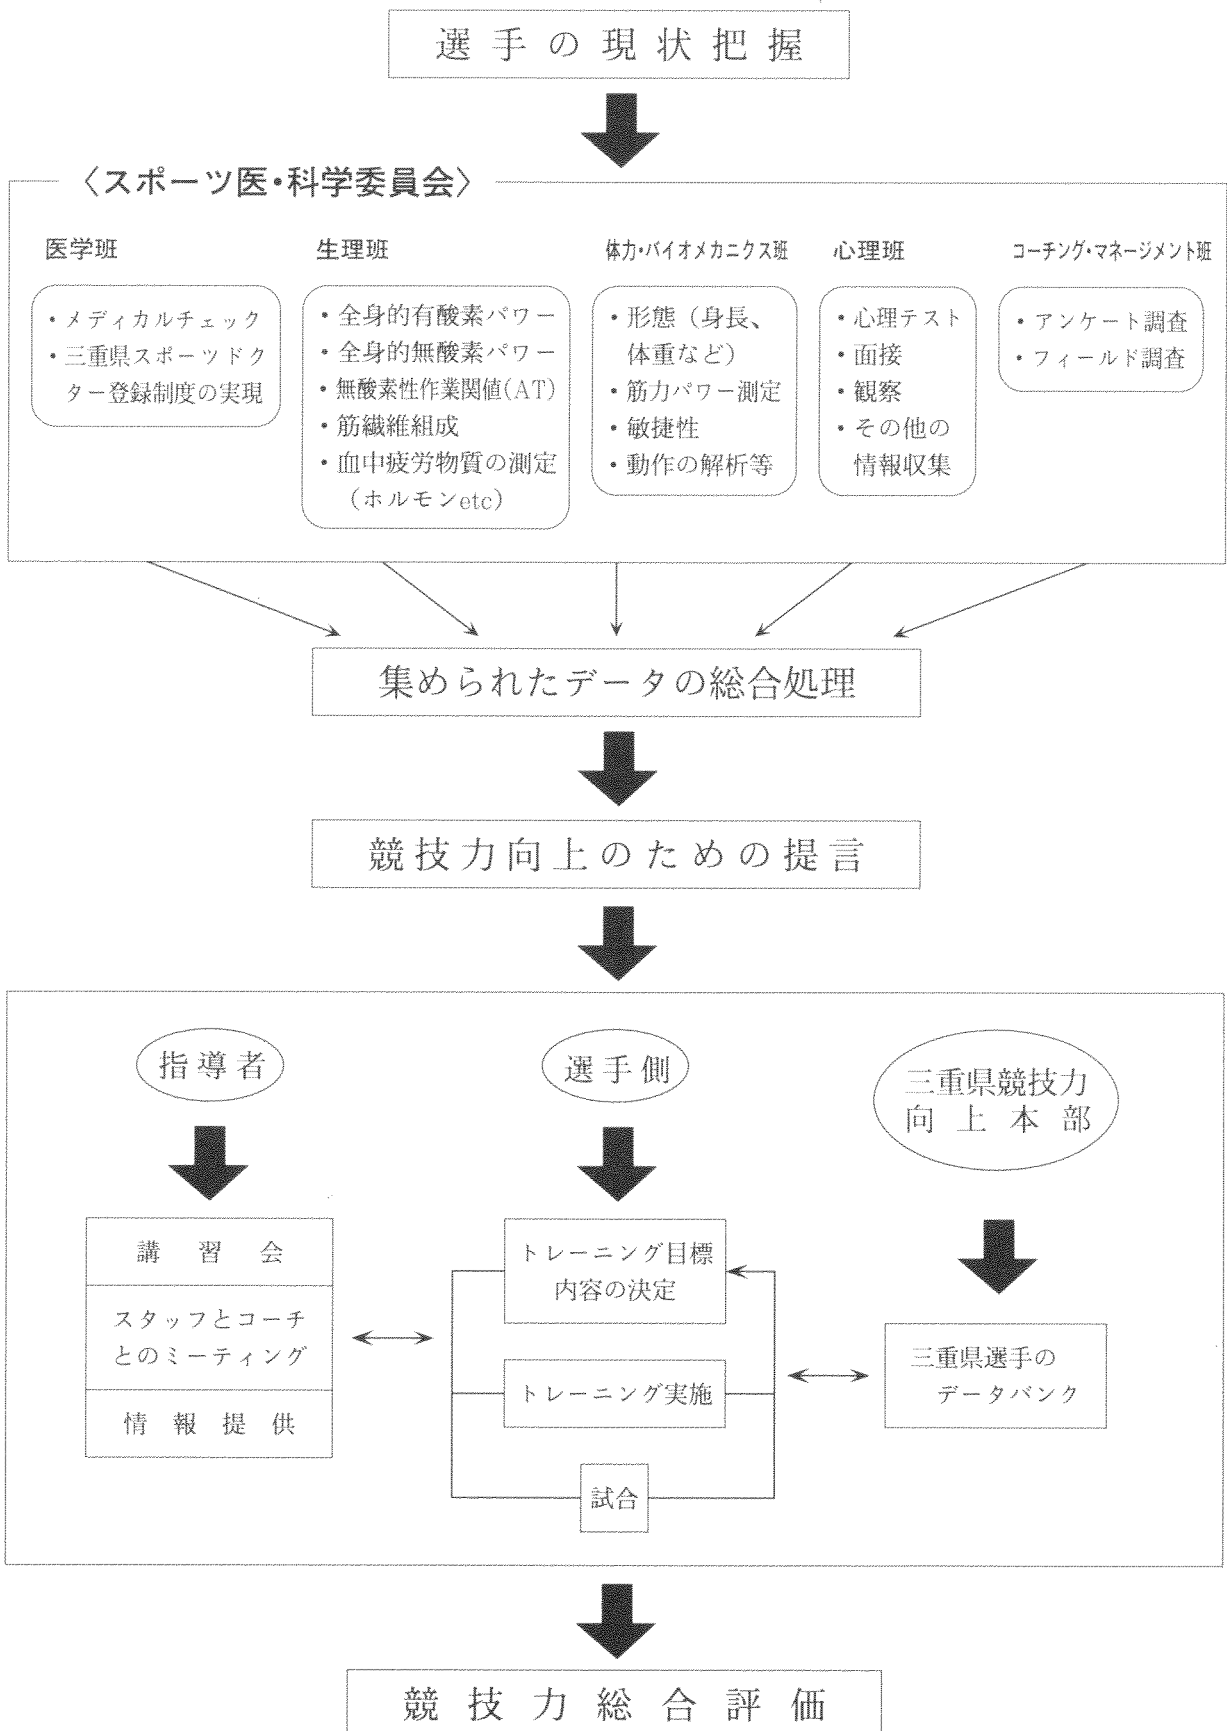 選手の現状把握
〈スポーツ医・科学委員会〉
医学班
・メディカルチェック
・三重県スポーツドク
ター登録制度の実現
生理班
・全身的有酸素パワー
・全身的無酸素パワー
・無酸素性作業関値(AT)
・筋繊維組成
・血中疲労物質の測定
（ホルモンetc）
体力・バイオメカニクス班
・形態（身長、
体重など）
・筋力パワー測定
・敏捷性
・動作の解析等
心理班
・心理テスト
・面接
・観察
・その他の
情報収集
コーチング・マネージメント班
・アンケート調査
・フィールド調査
集められたデータの総合処理
競技力向上のための提言
指導者
講習会
スタッフとコーチ
とのミーティング
情報提供
選手側
トレーニング目標
内容の決定
トレーニング実施
試合
三重県競技力
向上本部
三重県選手の
データバンク
競技力総合評価